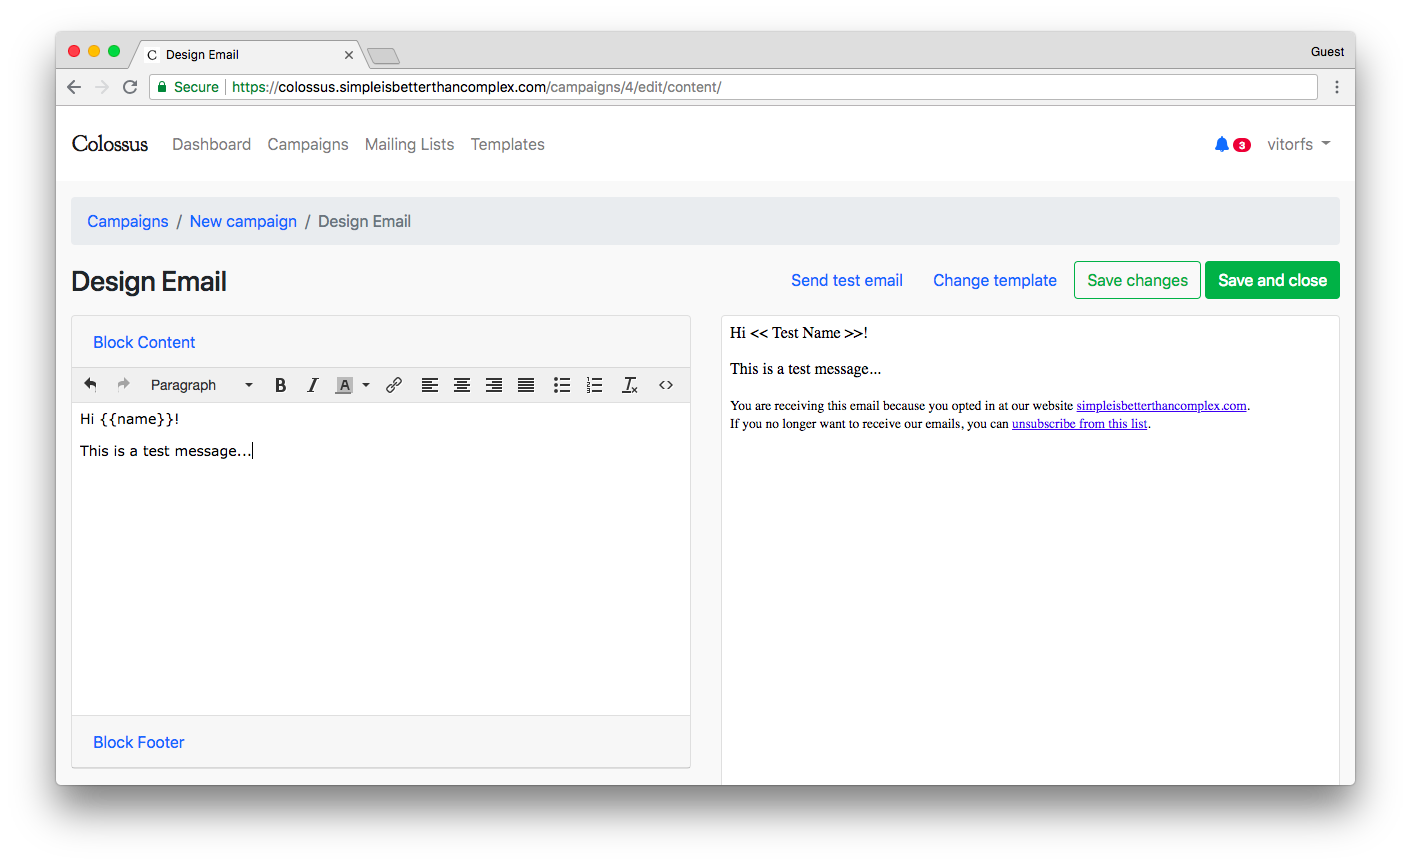 C Design Email
Guest
Secure https://colossus.simpleisbetterthancomplex.com/campaigns/4/edit/content/
Colossus Dashboard Campaigns Mailing Lists Templates 3 vitorfs
Campaigns / New campaign / Design Email
Design Email
Send test email Change template Save changes Save and close
Block Content
Paragraph B I A
Hi {{name}}!
This is a test message...
Block Footer
Hi << Test Name >>!
This is a test message...
You are receiving this email because you opted in at our website simpleisbetterthancomplex.com.
If you no longer want to receive our emails, you can unsubscribe from this list.